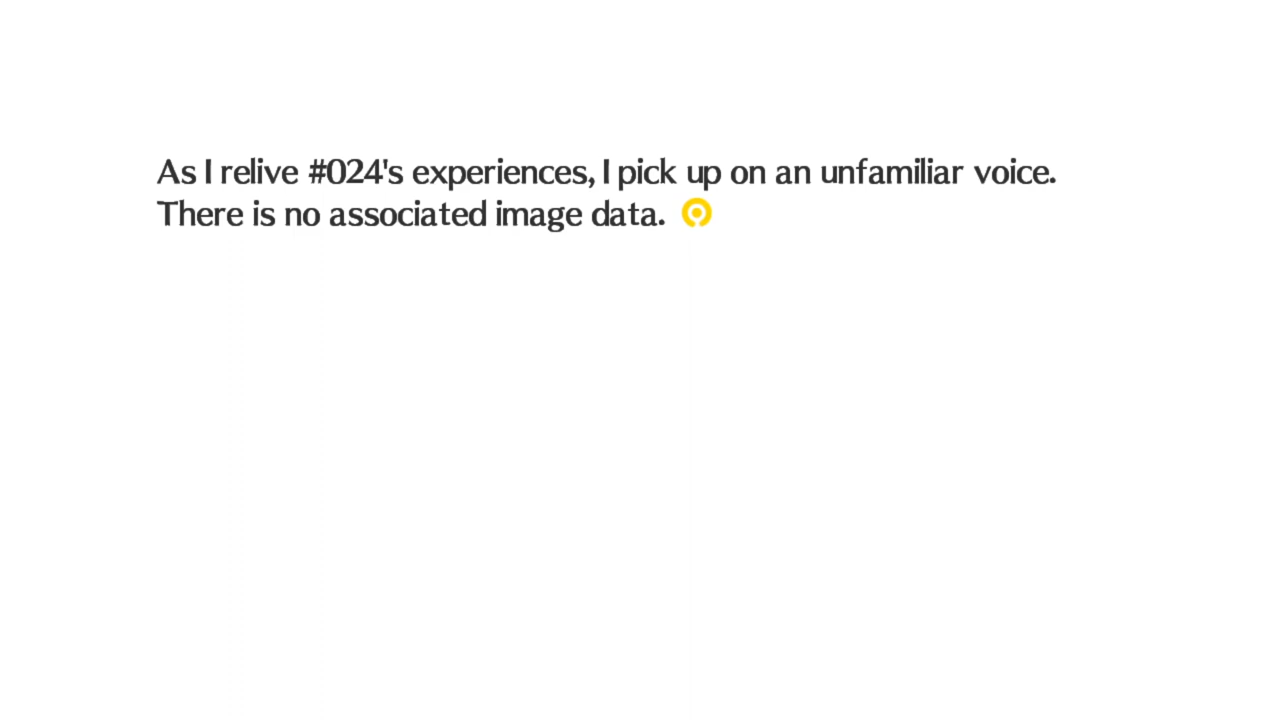 As I relive #024's experiences, I pick up on an unfamiliar voice.
There is no associated image data.